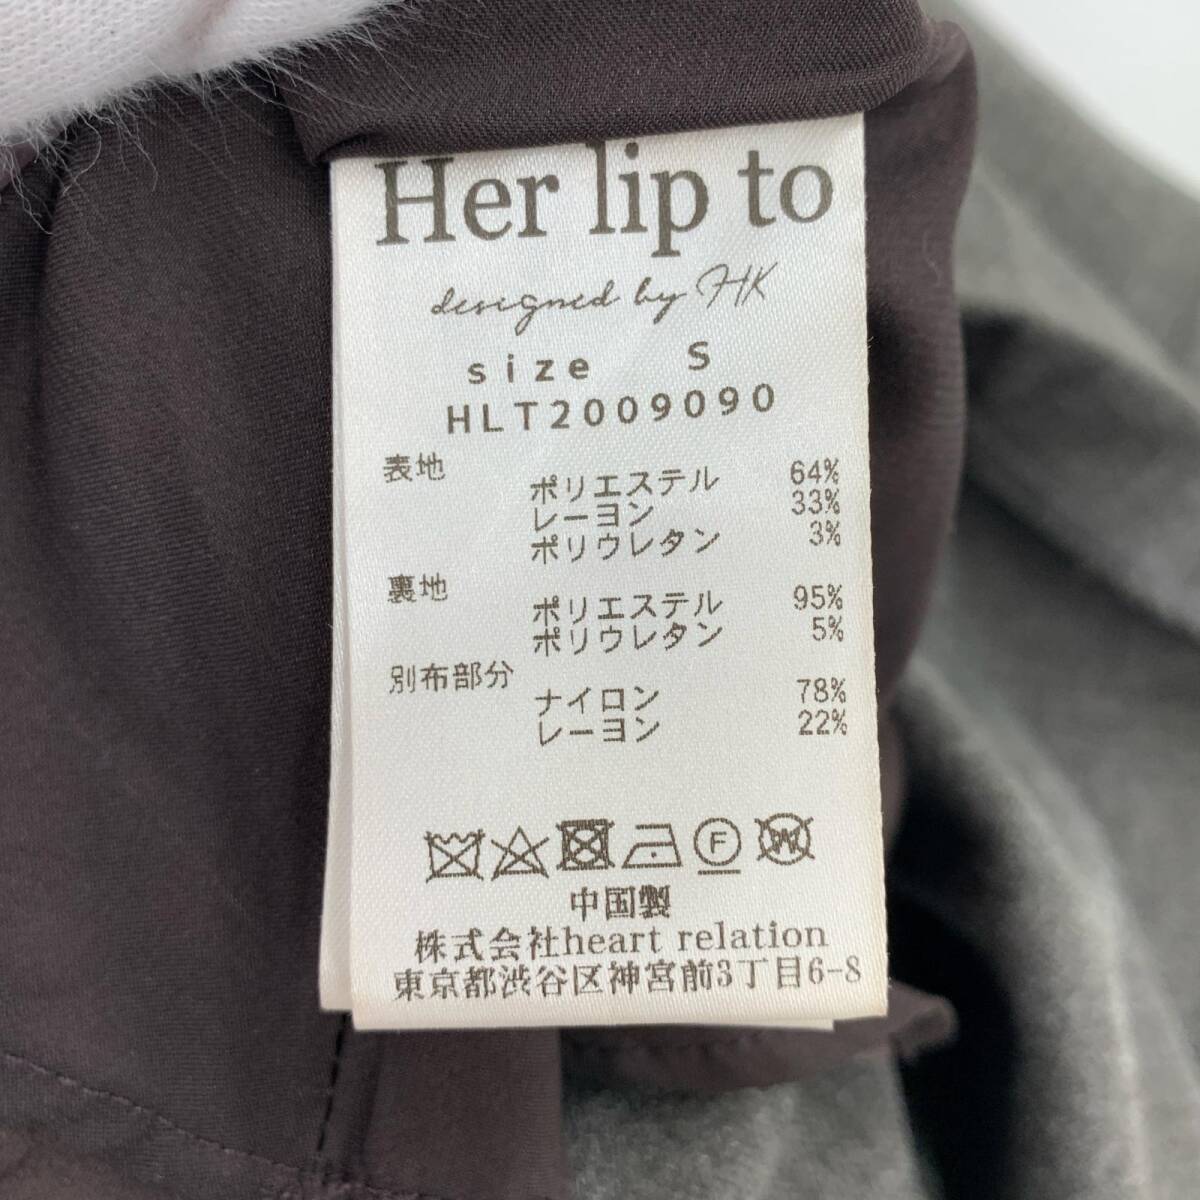 Her lip to
designed by HK
size S
HLT2009090
表地
ポリエステル 64%
レーヨン 33%
ポリウレタン 3%
裏地
ポリエステル 95%
ポリウレタン 5%
別布部分
ナイロン 78%
レーヨン 22%
F W
中国製
株式会社heart relation
東京都渋谷区神宮前3丁目6-8